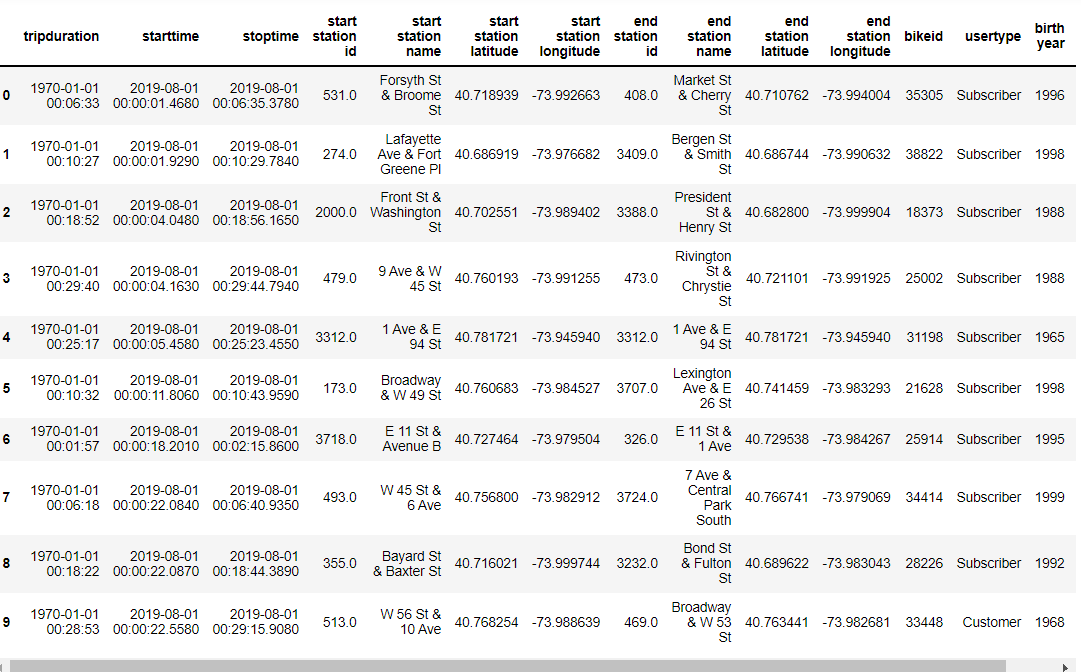 tripduration starttime stoptime start station id start station name start station latitude start station longitude end station id end station name end station latitude end station longitude bikeid usertype birth year
0 1970-01-01 00:06:33 2019-08-01 00:00:01.4680 2019-08-01 00:06:35.3780 531.0 Forsyth St & Broome St 40.718939 -73.992663 408.0 Market St & Cherry St 40.710762 -73.994004 35305 Subscriber 1996
1 1970-01-01 00:10:27 2019-08-01 00:00:01.9290 2019-08-01 00:10:29.7840 274.0 Lafayette Ave & Fort Greene Pl 40.686919 -73.976682 3409.0 Bergen St & Smith St 40.686744 -73.990632 38822 Subscriber 1998
2 1970-01-01 00:18:52 2019-08-01 00:00:04.0480 2019-08-01 00:18:56.1650 2000.0 Front St & Washington St 40.702551 -73.989402 3388.0 President St & Henry St 40.682800 -73.999904 18373 Subscriber 1988
3 1970-01-01 00:29:40 2019-08-01 00:00:04.1630 2019-08-01 00:29:44.7940 479.0 9 Ave & W 45 St 40.760193 -73.991255 473.0 Rivington St & Chrystie St 40.721101 -73.991925 25002 Subscriber 1988
4 1970-01-01 00:25:17 2019-08-01 00:00:05.4580 2019-08-01 00:25:23.4550 3312.0 1 Ave & E 94 St 40.781721 -73.945940 3312.0 1 Ave & E 94 St 40.781721 -73.945940 31198 Subscriber 1965
5 1970-01-01 00:10:32 2019-08-01 00:00:11.8060 2019-08-01 00:10:43.9590 173.0 Broadway & W 49 St 40.760683 -73.984527 3707.0 Lexington Ave & E 26 St 40.741459 -73.983293 21628 Subscriber 1998
6 1970-01-01 00:01:57 2019-08-01 00:00:18.2010 2019-08-01 00:02:15.8600 3718.0 E 11 St & Avenue B 40.727464 -73.979504 326.0 E 11 St & 1 Ave 40.729538 -73.984267 25914 Subscriber 1995
7 1970-01-01 00:06:18 2019-08-01 00:00:22.0840 2019-08-01 00:06:40.9350 493.0 W 45 St & 6 Ave 40.756800 -73.982912 3724.0 7 Ave & Central Park South 40.766741 -73.979069 34414 Subscriber 1999
8 1970-01-01 00:18:22 2019-08-01 00:00:22.0870 2019-08-01 00:18:44.3890 355.0 Bayard St & Baxter St 40.716021 -73.999744 3232.0 Bond St & Fulton St 40.689622 -73.983043 28226 Subscriber 1992
9 1970-01-01 00:28:53 2019-08-01 00:00:22.5580 2019-08-01 00:29:15.9080 513.0 W 56 St & 10 Ave 40.768254 -73.988639 469.0 Broadway & W 53 St 40.763441 -73.982681 33448 Customer 1968